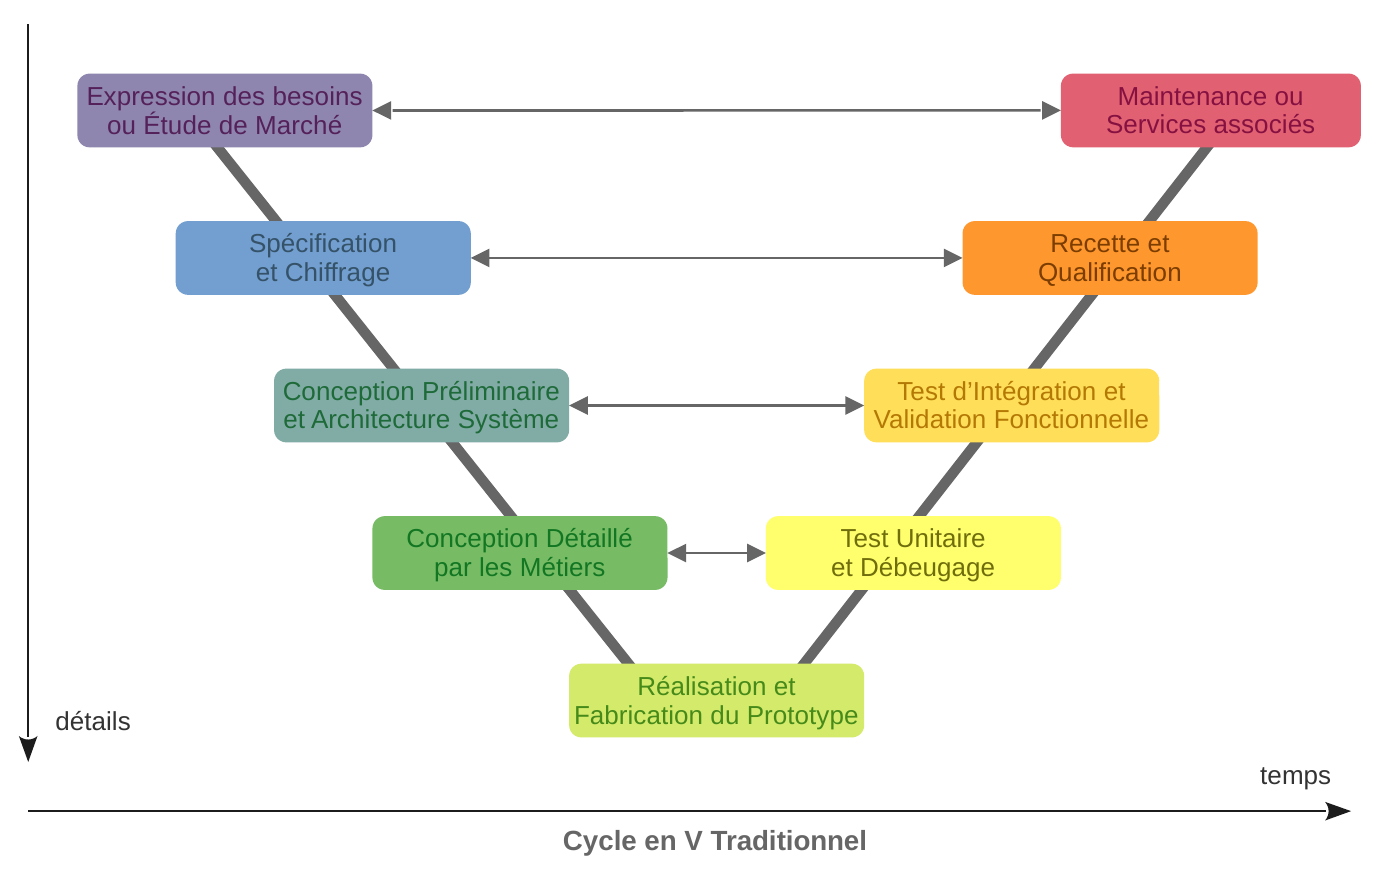 Expression des besoins
ou Étude de Marché
Maintenance ou
Services associés
Spécification
et Chiffrage
Recette et
Qualification
Conception Préliminaire
et Architecture Système
Test d’Intégration et
Validation Fonctionnelle
Conception Détaillé
par les Métiers
Test Unitaire
et Débeugage
Réalisation et
Fabrication du Prototype
détails
temps
Cycle en V Traditionnel